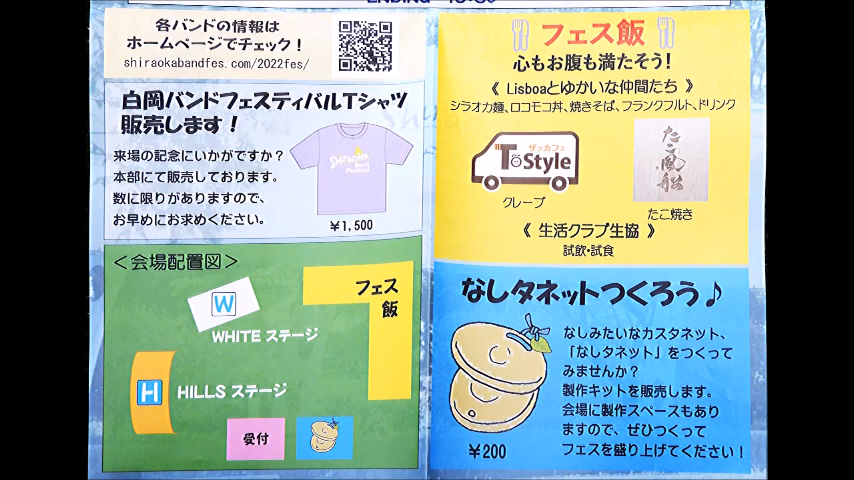 各バンドの情報は
ホームページでチェック！
shiraokabandfes.com/2022fes/
白岡バンドフェスティバルTシャツ
販売します！
来場の記念にいかがですか？
本部にて販売しております。
数に限りがありますので、
お早めにお求めください。
Shiraoka
Band
Festival
￥1,500
＜会場配置図＞
フェス
飯
W
WHITE ステージ
H
HILLS ステージ
受付
フェス飯
心もお腹も満たそう！
《 Lisboaとゆかいな仲間たち 》
シラオカ麺、ロコモコ丼、焼きそば、フランクフルト、ドリンク
ザッカフェ
To Style
クレープ
たこ風船
たこ焼き
《 生活クラブ生協 》
試飲・試食
なしタネットつくろう♪
なしみたいなカスタネット、
「なしタネット」をつくって
みませんか？
製作キットを販売します。
会場に製作スペースもあり
ますので、ぜひつくって
フェスを盛り上げてください！
￥200